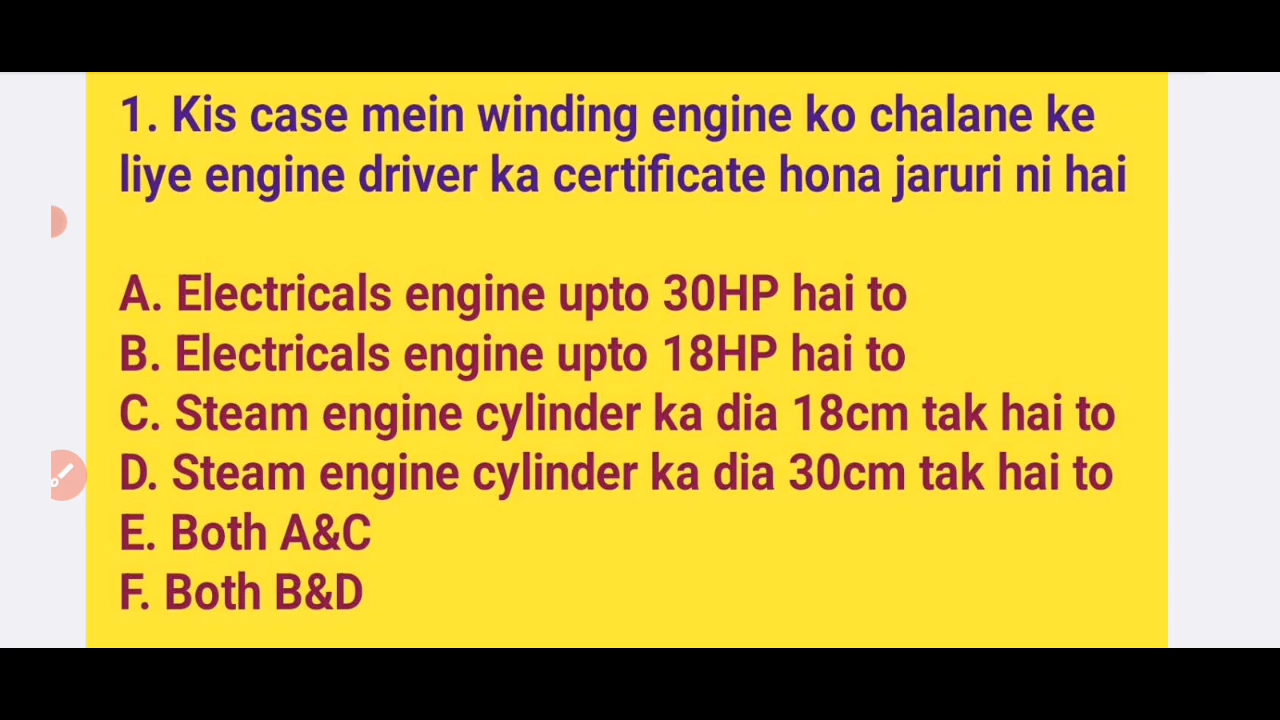 1. Kis case mein winding engine ko chalane ke
liye engine driver ka certificate hona jaruri ni hai
A. Electricals engine upto 30HP hai to
B. Electricals engine upto 18HP hai to
C. Steam engine cylinder ka dia 18cm tak hai to
D. Steam engine cylinder ka dia 30cm tak hai to
E. Both A&C
F. Both B&D